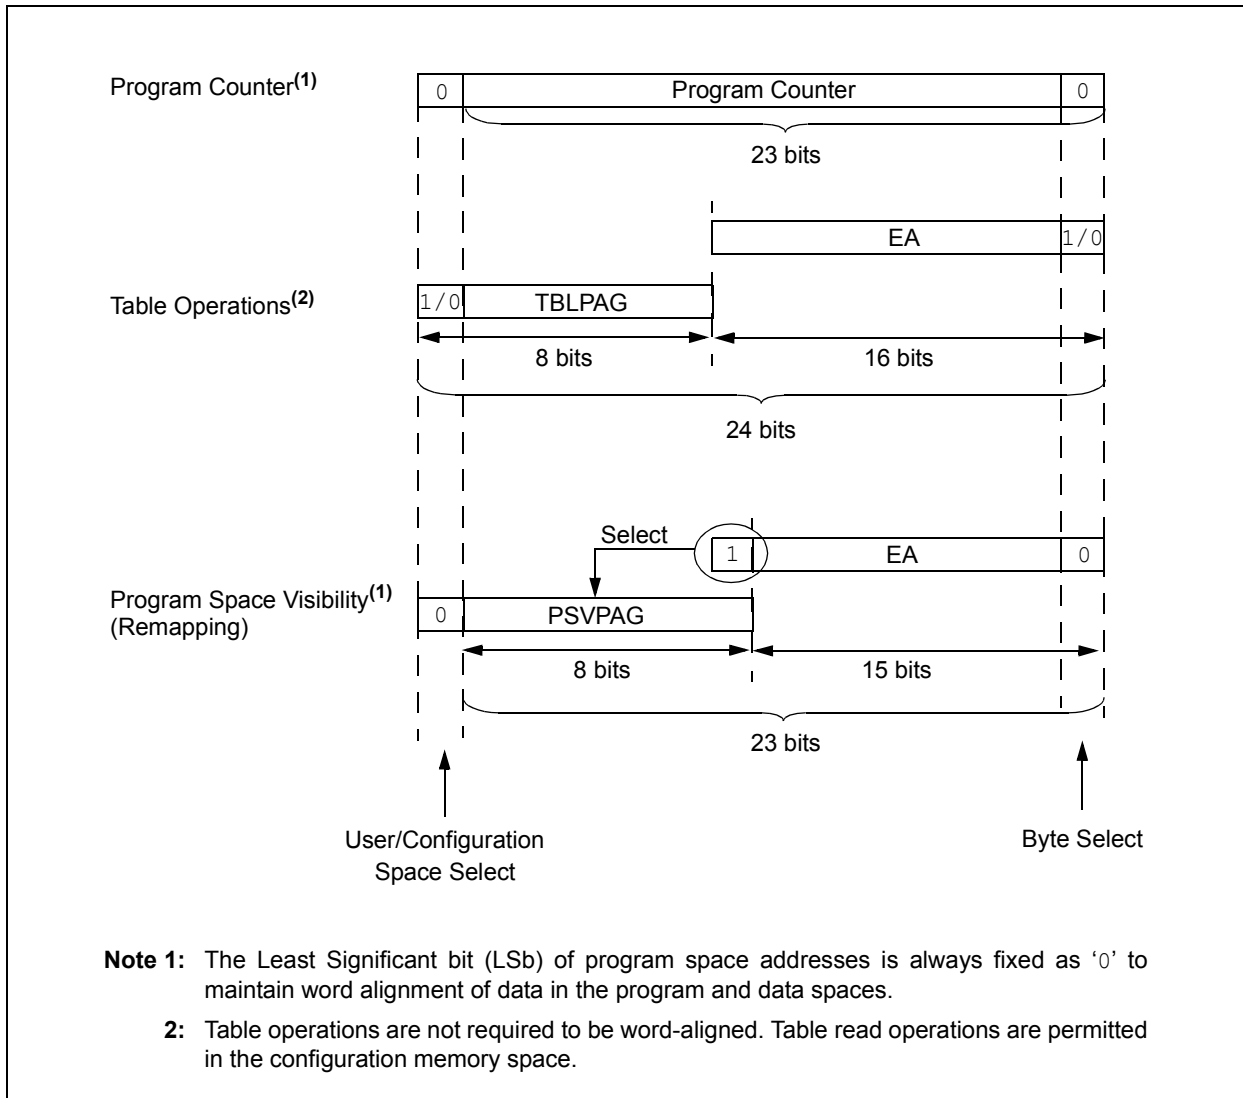 Program Counter(1)
0 Program Counter 0
23 bits
EA 1/0
Table Operations(2)
1/0 TBLPAG
8 bits 16 bits
24 bits
Select
1 EA 0
Program Space Visibility(1)
(Remapping)
0 PSVPAG
8 bits 15 bits
23 bits
User/Configuration
Space Select
Byte Select
Note 1: The Least Significant bit (LSb) of program space addresses is always fixed as ‘0’ to
maintain word alignment of data in the program and data spaces.
2: Table operations are not required to be word-aligned. Table read operations are permitted
in the configuration memory space.